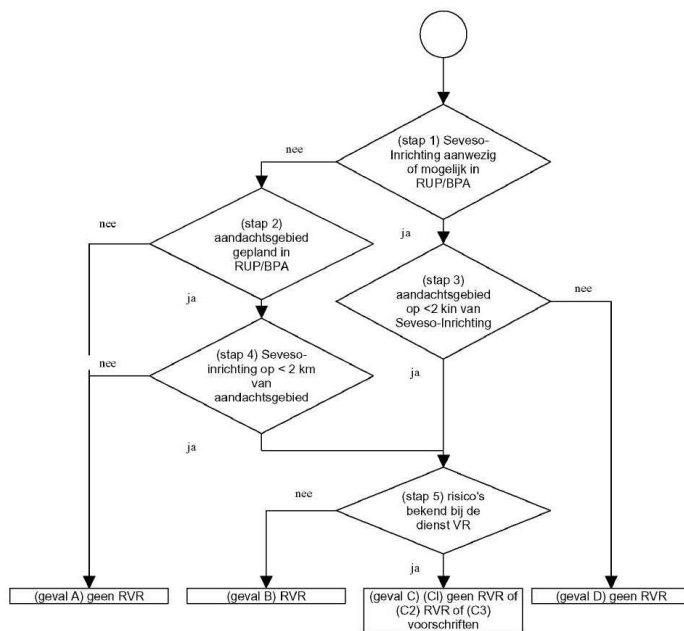 (stap 1) Seveso-
Inrichting aanwezig
of mogelijk in
RUP/BPA
nee
ja
(stap 2)
aandachtsgebied
gepland in
RUP/BPA
nee
ja
(stap 3)
aandachtsgebied
op <2 kin van
Seveso-Inrichting
nee
ja
(stap 4) Seveso-
inrichting op < 2 km
van
aandachtsgebied
nee
ja
(stap 5) risico's
bekend bij de
dienst VR
nee
ja
(geval A) geen RVR
(geval B) RVR
(geval C) (Cl) geen RVR of
(C2) RVR of (C3)
voorschriften
(geval D) geen RVR